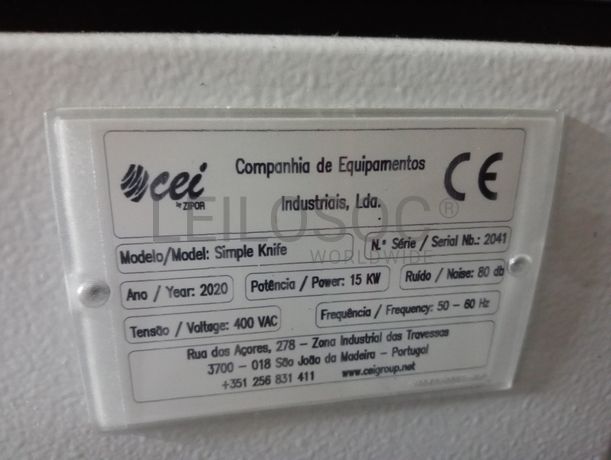 cei
by ZIPOR
Companhia de Equipamentos
Industriais, Lda.
CE
LEILOSOC®
WORLDWIDE
Modelo/Model: Simple Knife
N.º Série / Serial Nb.: 2041
Ano / Year: 2020
Potência / Power: 15 KW
Ruído / Noise: 80 db
Tensão / Voltage: 400 VAC
Frequência / Frequency: 50 - 60 Hz
Rua dos Açores, 278 - Zona Industrial das Travessas
3700 - 018 São João da Madeira - Portugal
+351 256 831 411 www.ceigroup.net